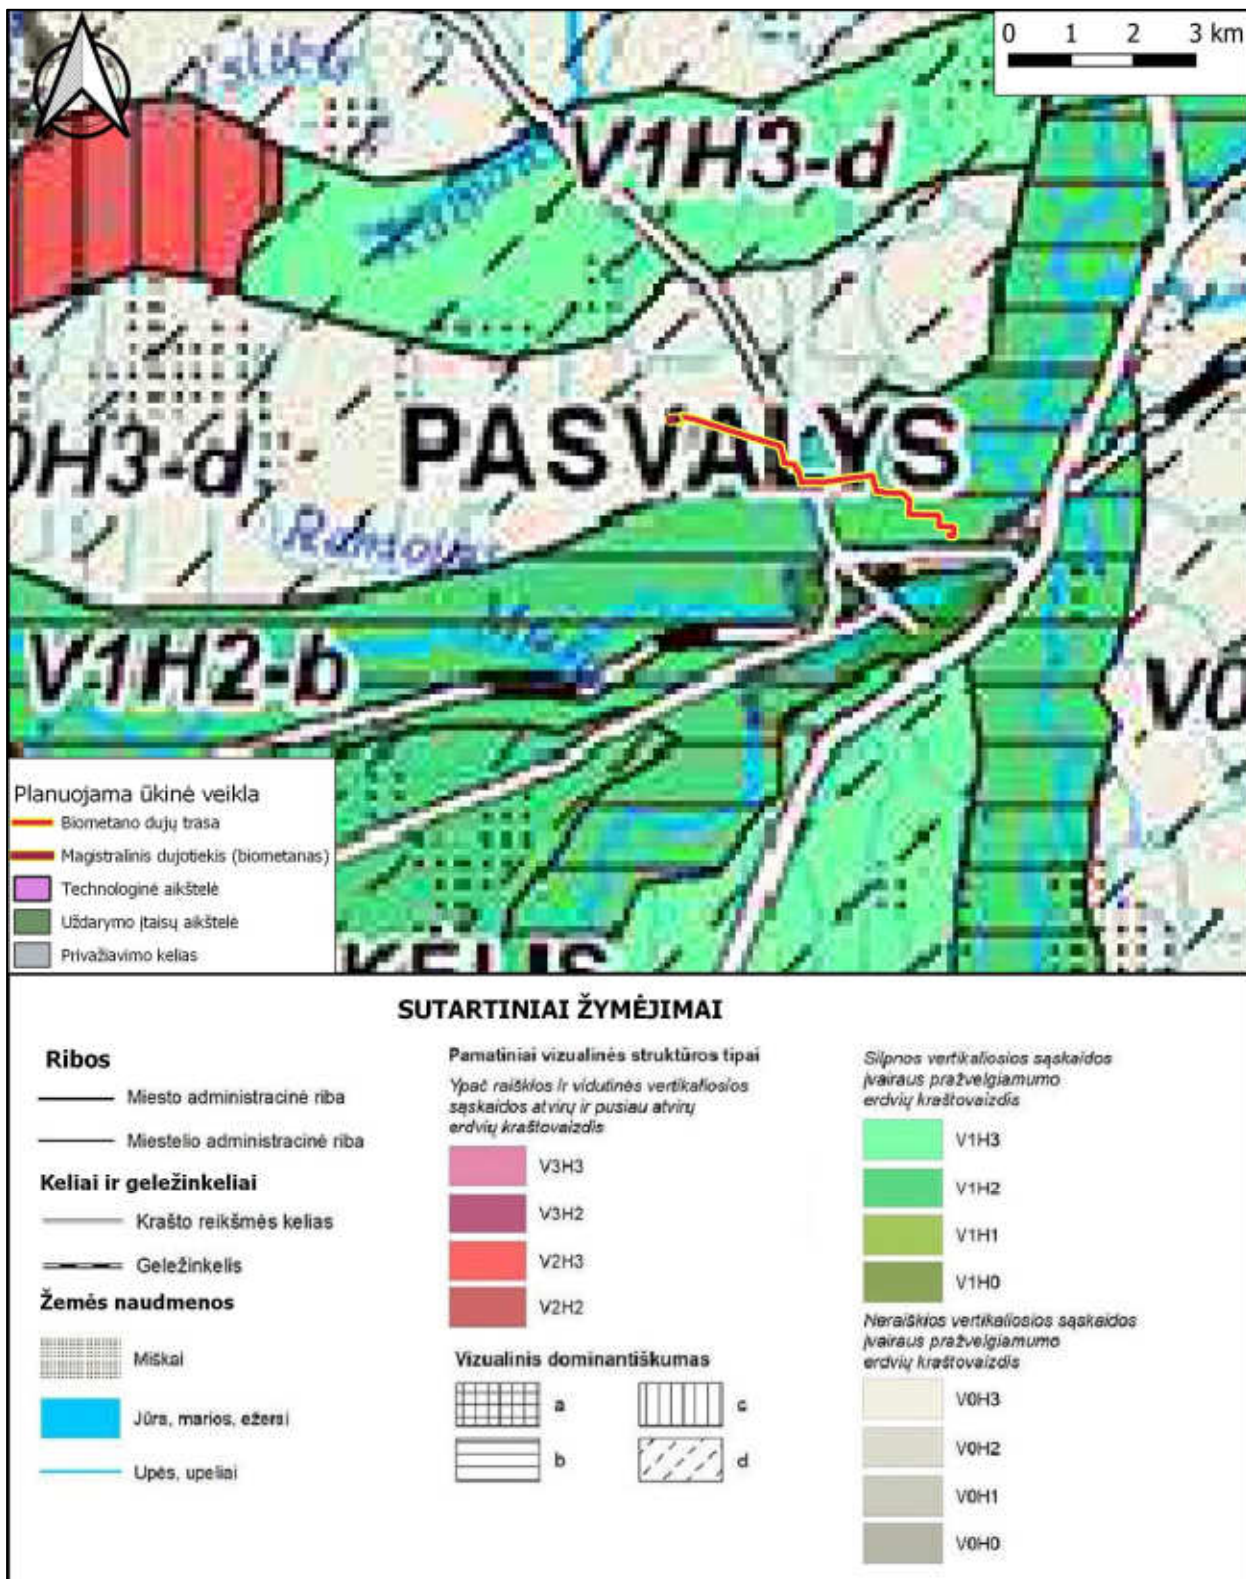 0 1 2 3 km
V1H3-d
PASVALYS
0H3-d
V1H2-b
V0
Planuojama ūkinė veikla
Biometano dujų trasa
Magistralinis dujotiekis (biometanas)
Technologinė aikštelė
Uždarymo įtaisų aikštelė
Privažiavimo kelias
SUTARTINIAI ŽYMĖJIMAI
Ribos
Miesto administracinė riba
Miestelio administracinė riba
Keliai ir geležinkeliai
Krašto reikšmės kelias
Geležinkelis
Žemės naudmenos
Miškai
Jūra, marios, ežerai
Upės, upeliai
Pamatiniai vizualinės struktūros tipai
Ypač raiškios ir vidutinės vertikaliosios
sąskaidos atvirų ir pusiau atvirų
erdvių kraštovaizdis
V3H3
V3H2
V2H3
V2H2
Vizualinis dominantiškumas
a
c
b
d
Silpnos vertikaliosios sąskaidos
įvairaus pražvelgiamumo
erdvių kraštovaizdis
V1H3
V1H2
V1H1
V1H0
Neraiškios vertikaliosios sąskaidos
įvairaus pražvelgiamumo
erdvių kraštovaizdis
V0H3
V0H2
V0H1
V0H0